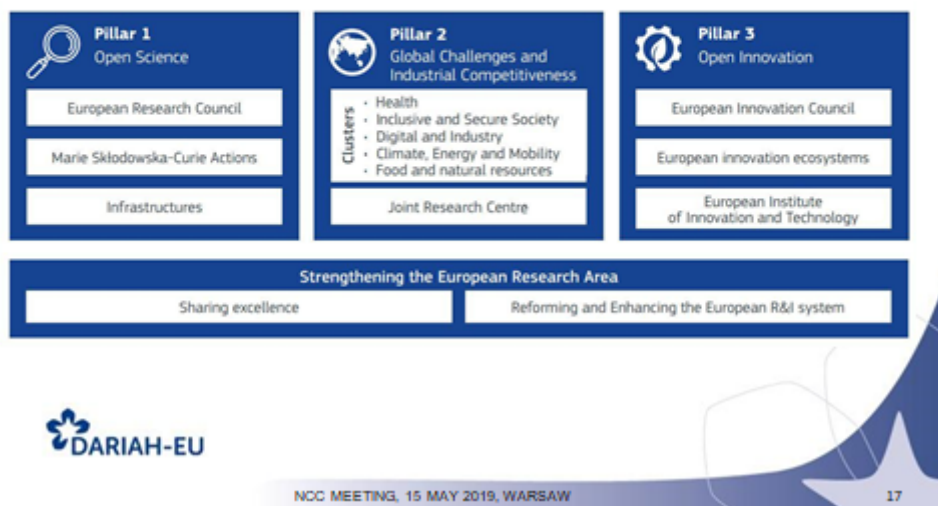 Pillar 1
Open Science
European Research Council
Marie Skłodowska-Curie Actions
Infrastructures
Pillar 2
Global Challenges and
Industrial Competitiveness
Clusters
· Health
· Inclusive and Secure Society
· Digital and Industry
· Climate, Energy and Mobility
· Food and natural resources
Joint Research Centre
Pillar 3
Open Innovation
European Innovation Council
European innovation ecosystems
European Institute
of Innovation and Technology
Strengthening the European Research Area
Sharing excellence
Reforming and Enhancing the European R&I system
DARIAH-EU
NCC MEETING, 15 MAY 2019, WARSAW
17